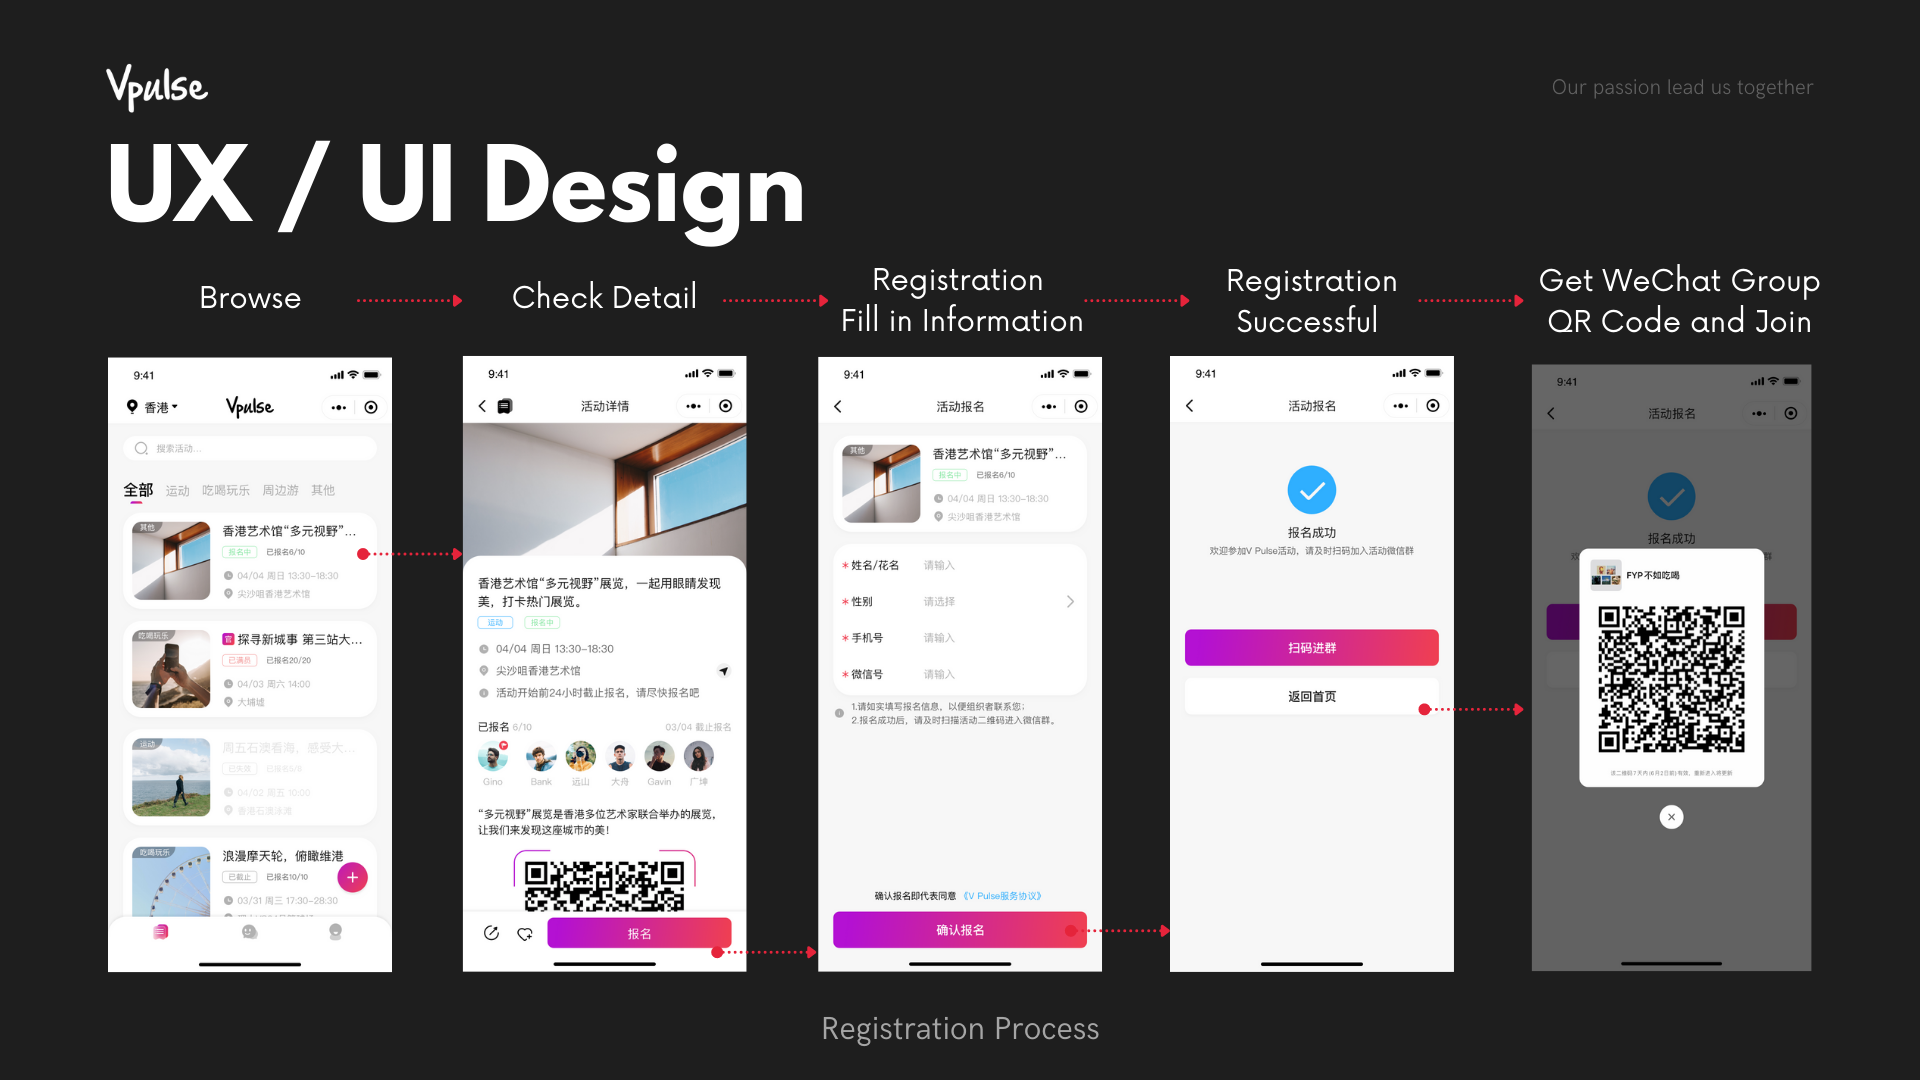 Vpulse
Our passion lead us together
UX / UI Design
Browse
Check Detail
Registration
Fill in Information
Registration
Successful
Get WeChat Group
QR Code and Join
9:41
香港
Vpulse
搜索活动...
全部 运动 吃喝玩乐 周边游 其他
其他
香港艺术馆“多元视野”...
报名中 已报名6/10
04/04 周日 13:30-18:30
尖沙咀香港艺术馆
吃喝玩乐
官 探寻新城事 第三站大...
已满员 已报名20/20
04/03 周六 14:00
大埔墟
运动
周五石澳看海，感受大...
04/02 周五 10:00
吃喝玩乐
浪漫摩天轮，俯瞰维港
已截止 已报名10/10
03/31 周三 17:30-28:30
9:41
活动详情
香港艺术馆“多元视野”展览，一起用眼睛发现
美，打卡热门展览。
运动 报名中
04/04 周日 13:30-18:30
尖沙咀香港艺术馆
活动开始前24小时截止报名，请尽快报名吧
已报名 6/10 03/04 截止报名
Gino Bank 远山 大舟 Gavin 广坤
“多元视野”展览是香港多位艺术家联合举办的展览，
让我们来发现这座城市的美！
报名
9:41
活动报名
其他
香港艺术馆“多元视野”...
报名中 已报名6/10
04/04 周日 13:30-18:30
尖沙咀香港艺术馆
* 姓名/花名 请输入
* 性别 请选择
* 手机号 请输入
* 微信号 请输入
1.请如实填写报名信息，以便组织者联系您；
2.报名成功后，请及时扫描活动二维码进入微信群。
确认报名即代表同意 《V Pulse服务协议》
确认报名
9:41
活动报名
报名成功
欢迎参加V Pulse活动，请及时扫码加入活动微信群
扫码进群
返回首页
9:41
活动报名
报名成功
欢
群
FYP不如吃喝
该二维码7天内(6月2日前)有效，重新进入将更新
Registration Process